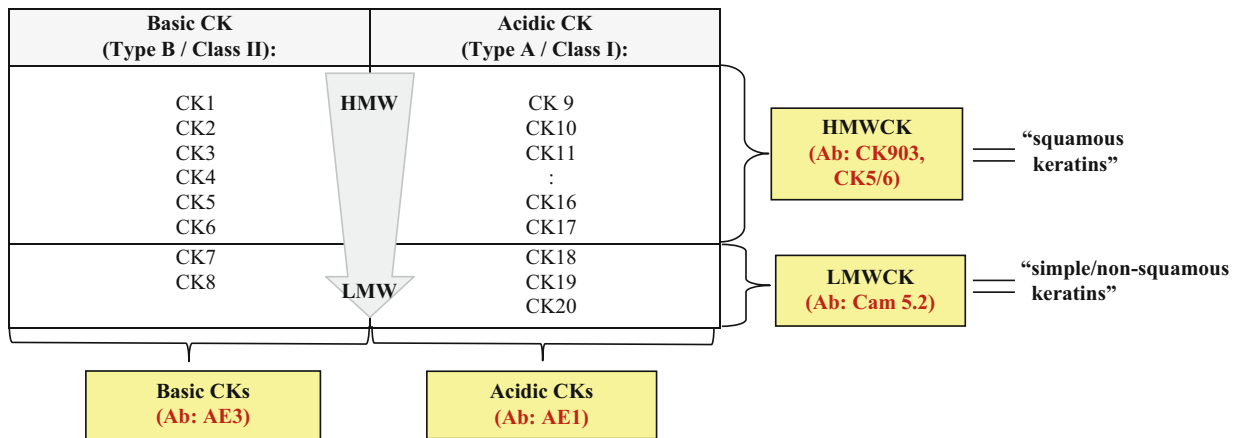 Basic CK
(Type B / Class II):
Acidic CK
(Type A / Class I):
HMW
CK1
CK2
CK3
CK4
CK5
CK6
CK 9
CK10
CK11
:
CK16
CK17
HMWCK
(Ab: CK903,
CK5/6)
“squamous
keratins”
CK7
CK8
LMW
CK18
CK19
CK20
LMWCK
(Ab: Cam 5.2)
“simple/non-squamous
keratins”
Basic CKs
(Ab: AE3)
Acidic CKs
(Ab: AE1)